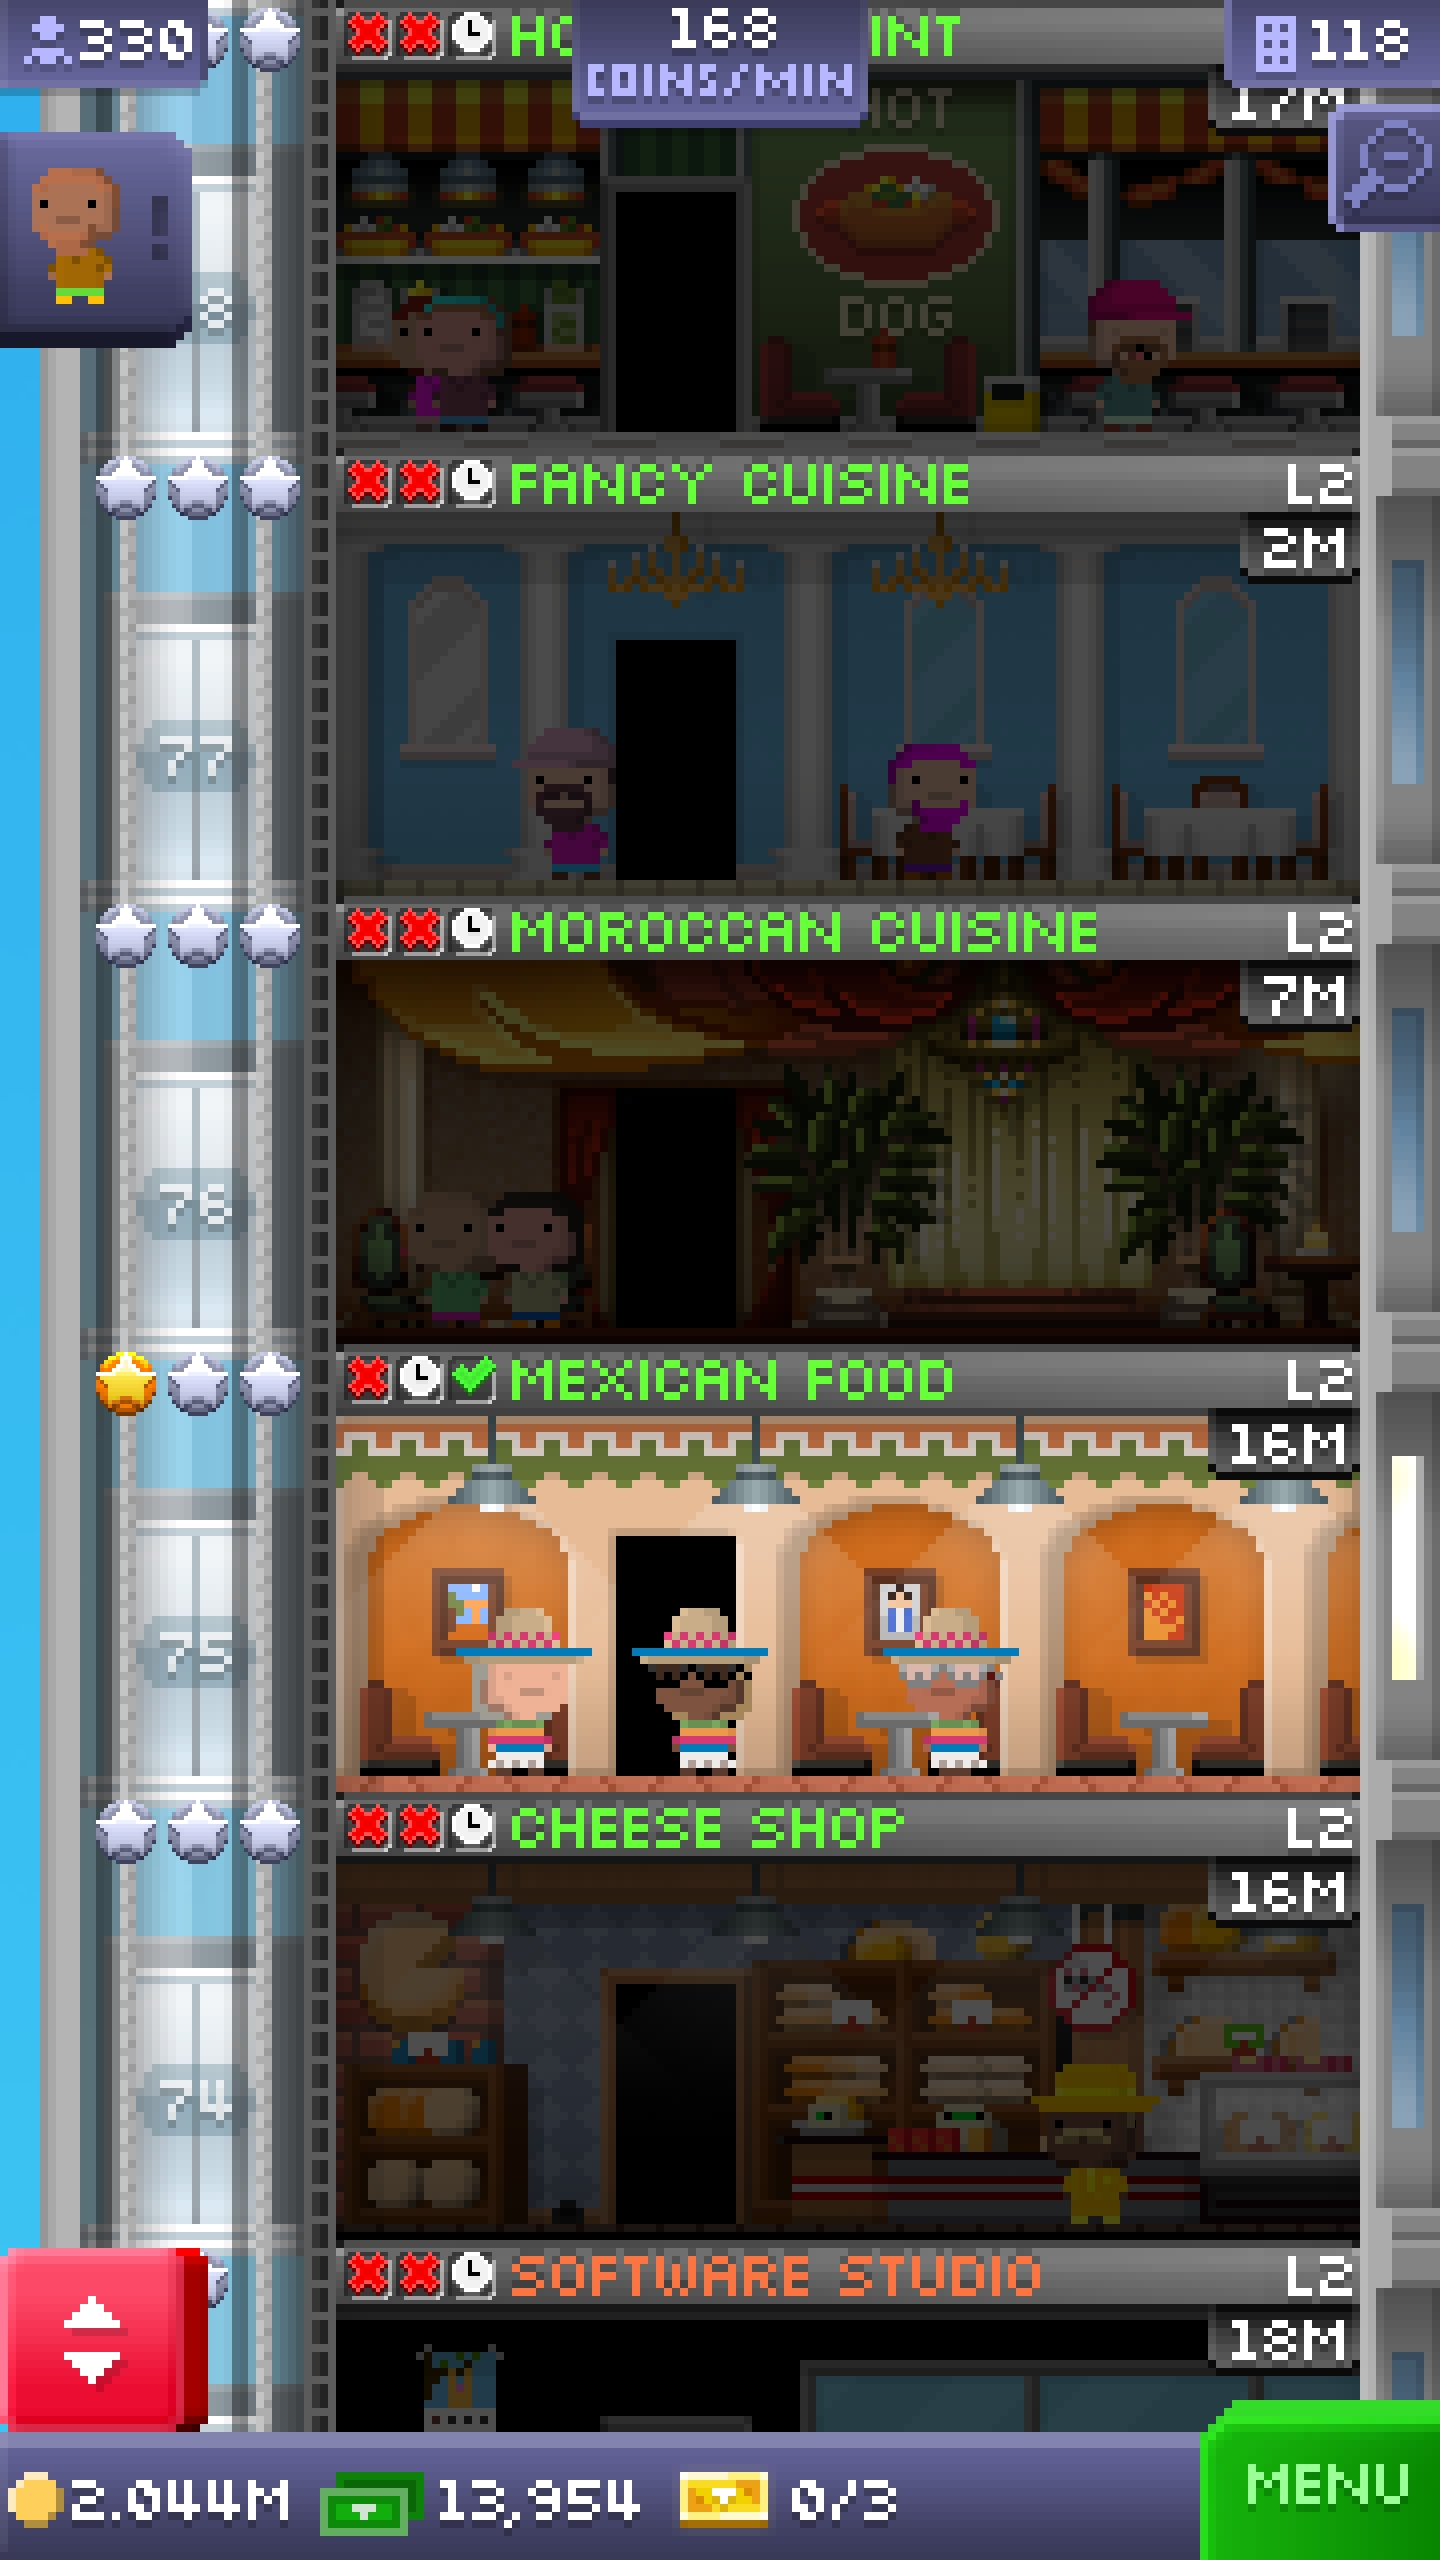 330
168
COINS/MIN
118
17M
HOT
DOG
8
FANCY CUISINE
L2
2M
77
MOROCCAN CUISINE
L2
7M
76
MEXICAN FOOD
L2
16M
75
CHEESE SHOP
L2
16M
74
SOFTWARE STUDIO
L2
18M
2.044M
13,954
0/3
MENU